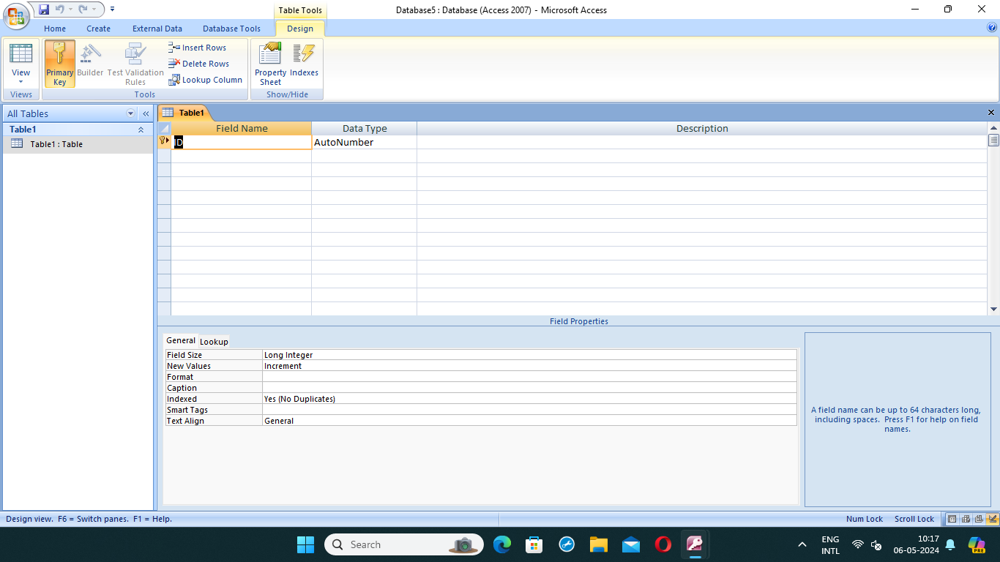 Table Tools
Database5 : Database (Access 2007) - Microsoft Access
Home Create External Data Database Tools Design
View
Primary Key
Builder
Test Validation Rules
Insert Rows
Delete Rows
Lookup Column
Property Sheet
Indexes
Views Tools Show/Hide
All Tables
Table1
Table1 : Table
Table1
Field Name Data Type Description
ID AutoNumber
Field Properties
General Lookup
Field Size Long Integer
New Values Increment
Format
Caption
Indexed Yes (No Duplicates)
Smart Tags
Text Align General
A field name can be up to 64 characters long,
including spaces. Press F1 for help on field
names.
Design view. F6 = Switch panes. F1 = Help.
Num Lock Scroll Lock
Search
ENG
INTL
10:17
06-05-2024
PRE